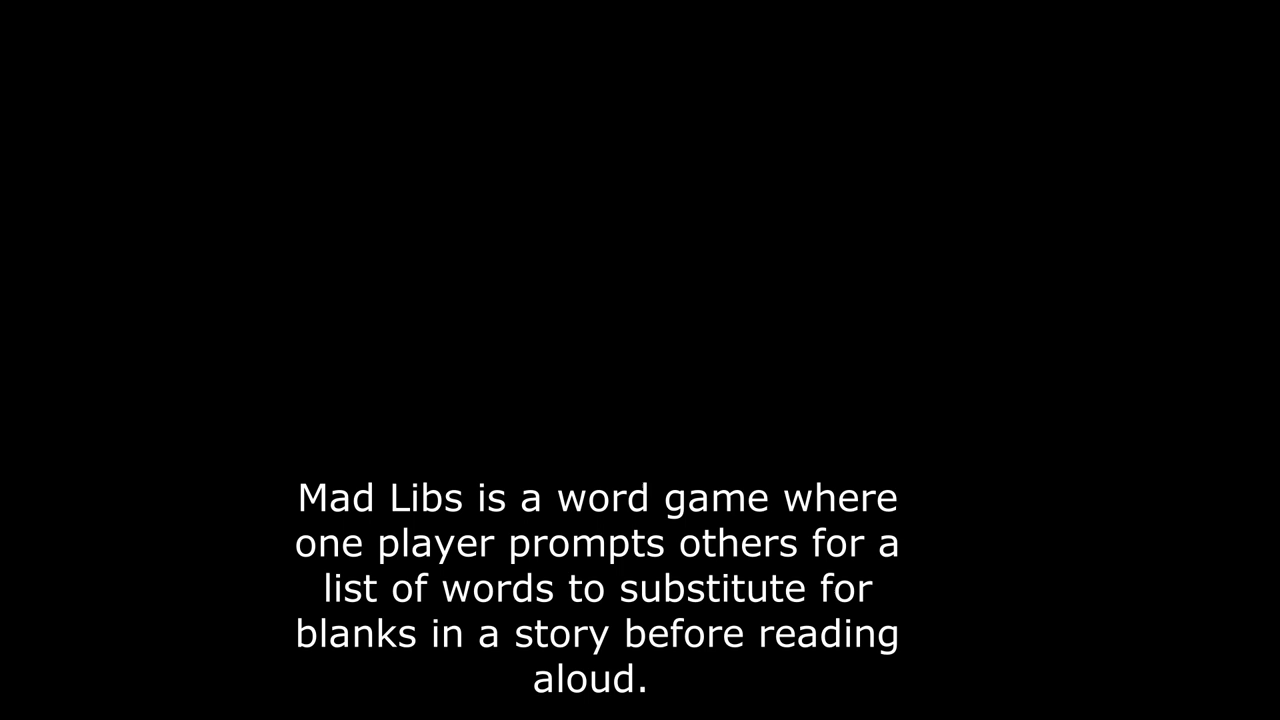 Mad Libs is a word game where
one player prompts others for a
list of words to substitute for
blanks in a story before reading
aloud.